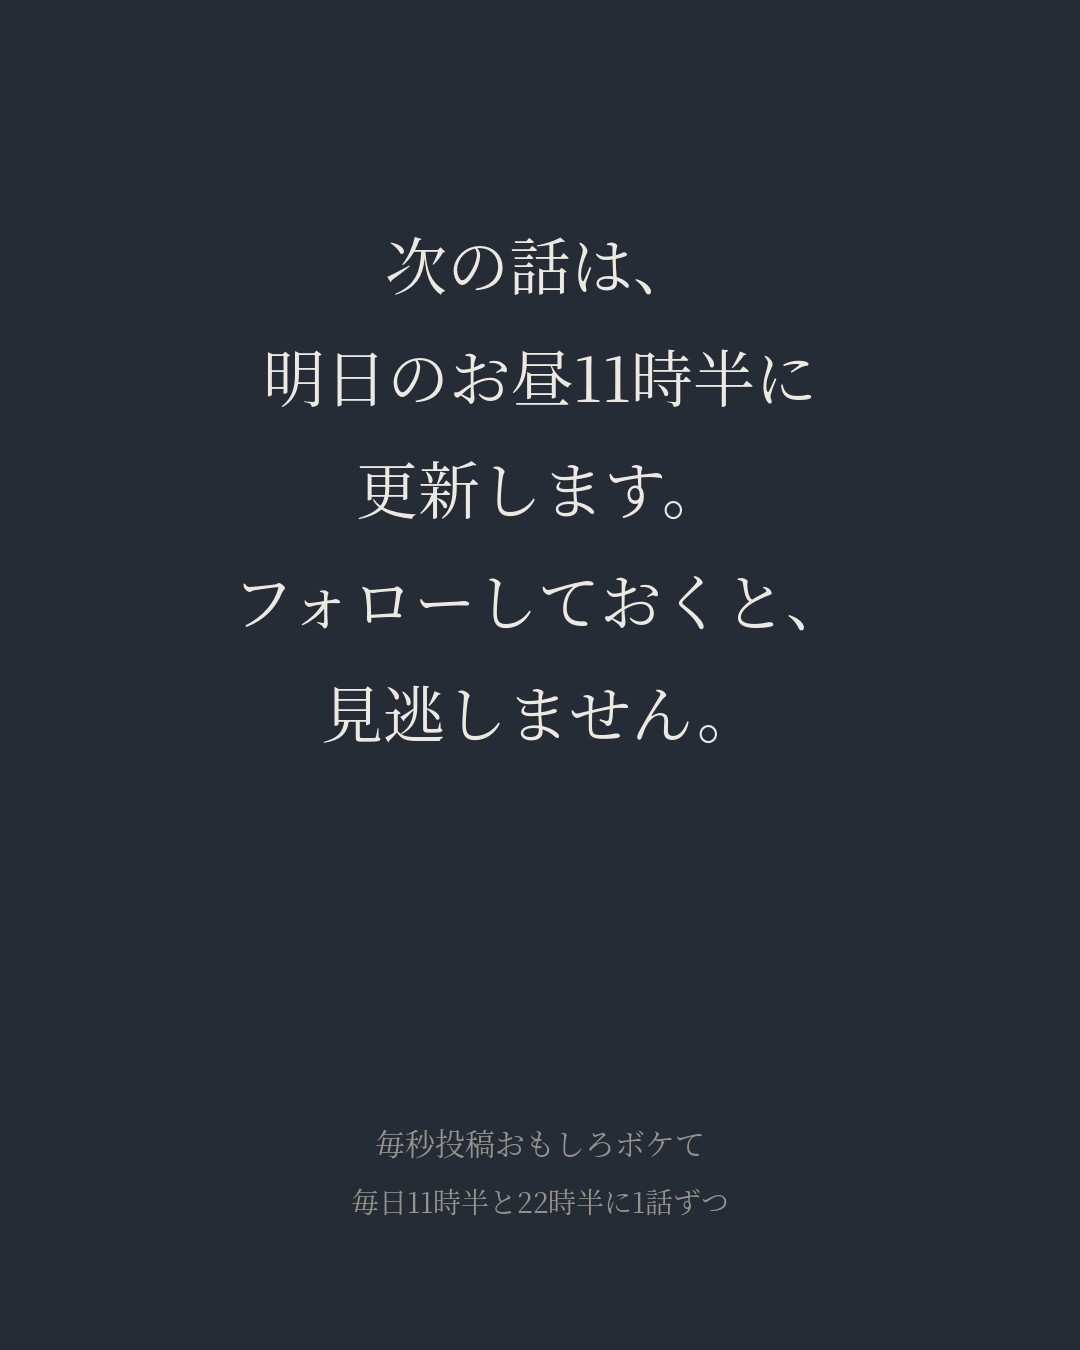 次の話は、
明日のお昼11時半に
更新します。
フォローしておくと、
見逃しません。
毎秒投稿おもしろボケて
毎日11時半と22時半に1話ずつ